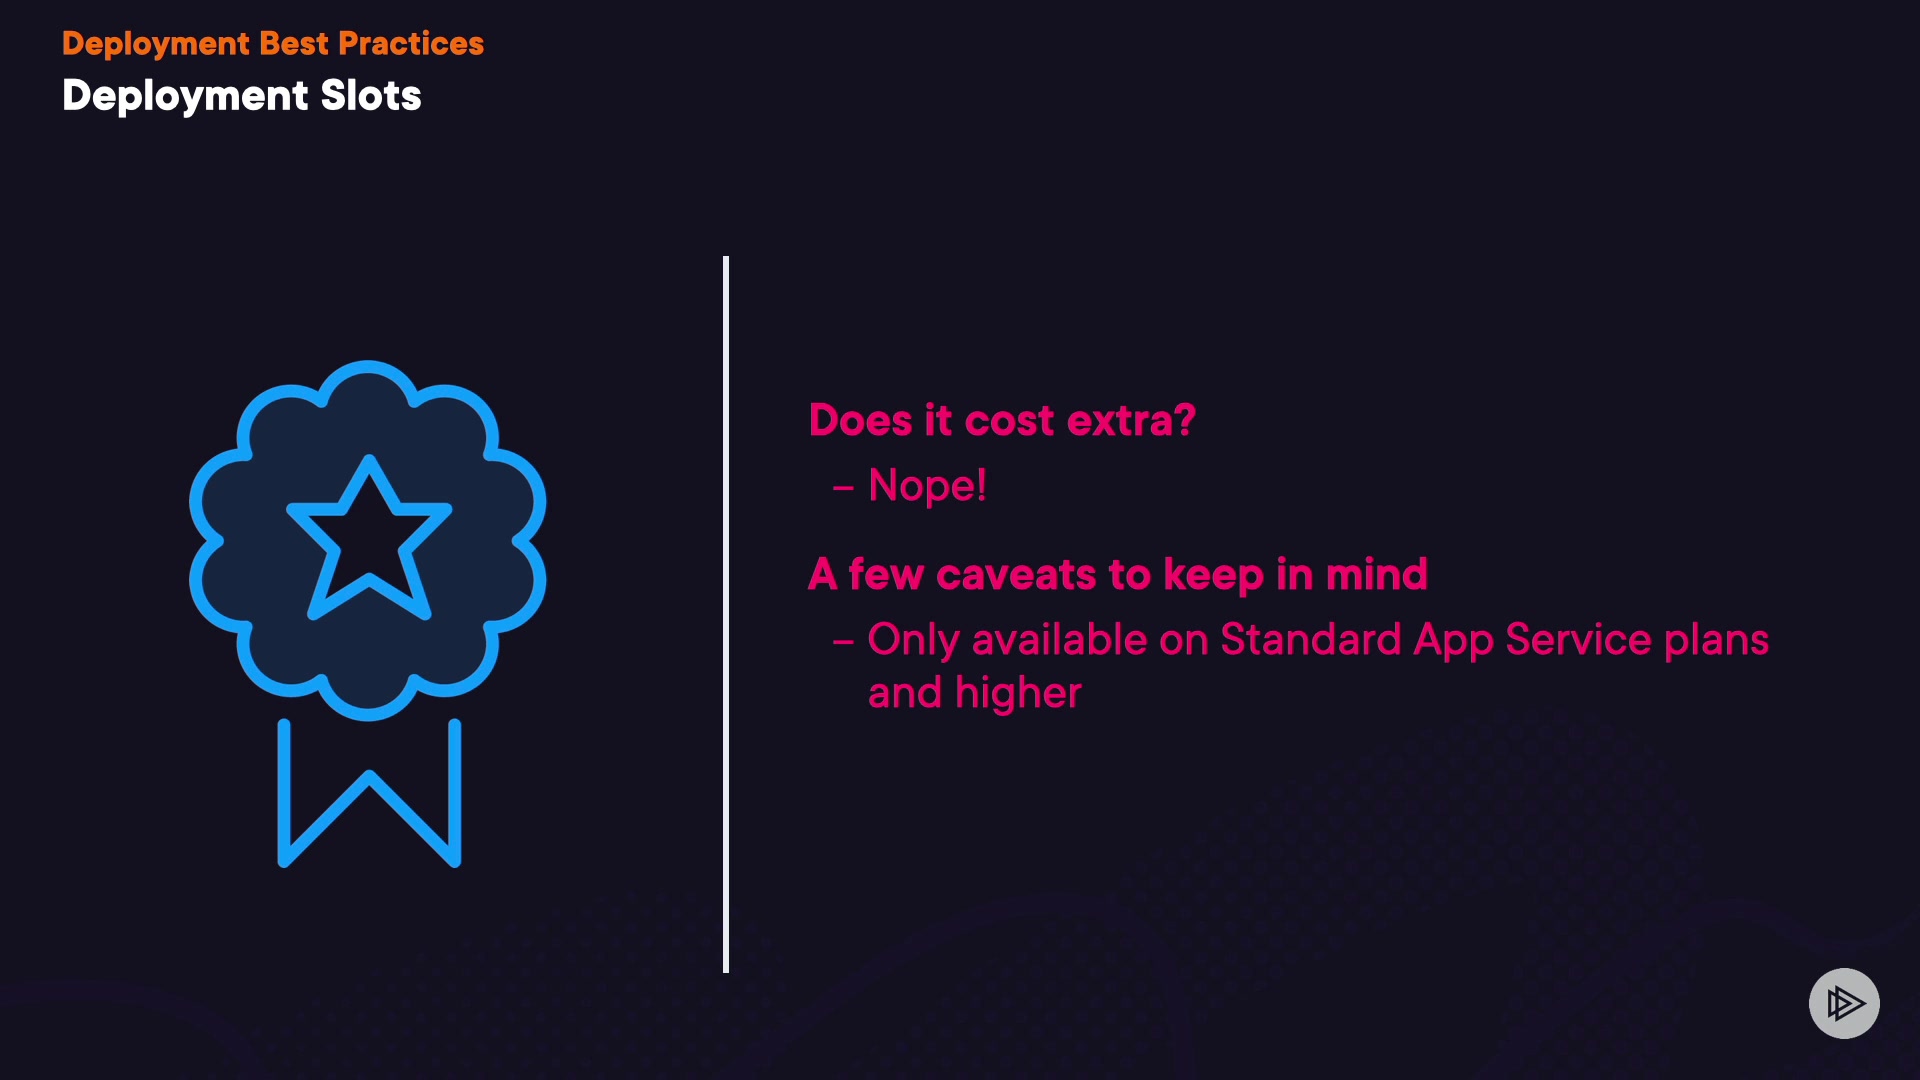 Deployment Best Practices
Deployment Slots
Does it cost extra?
– Nope!
A few caveats to keep in mind
– Only available on Standard App Service plans
and higher